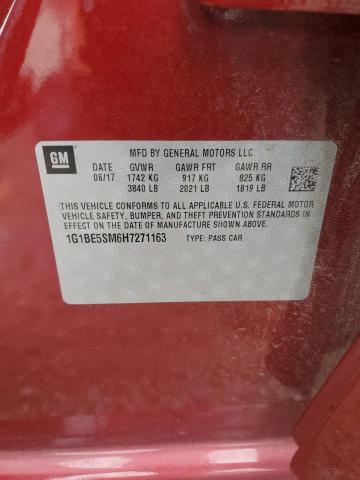 GM
MFD BY GENERAL MOTORS LLC
DATE GVWR GAWR FRT GAWR RR
06/17 1742 KG 917 KG 825 KG
3840 LB 2021 LB 1819 LB
THIS VEHICLE CONFORMS TO ALL APPLICABLE U.S. FEDERAL MOTOR
VEHICLE SAFETY, BUMPER, AND THEFT PREVENTION STANDARDS
IN EFFECT ON THE DATE OF MANUFACTURE SHOWN ABOVE.
1G1BE5SM6H7271163 TYPE: PASS CAR